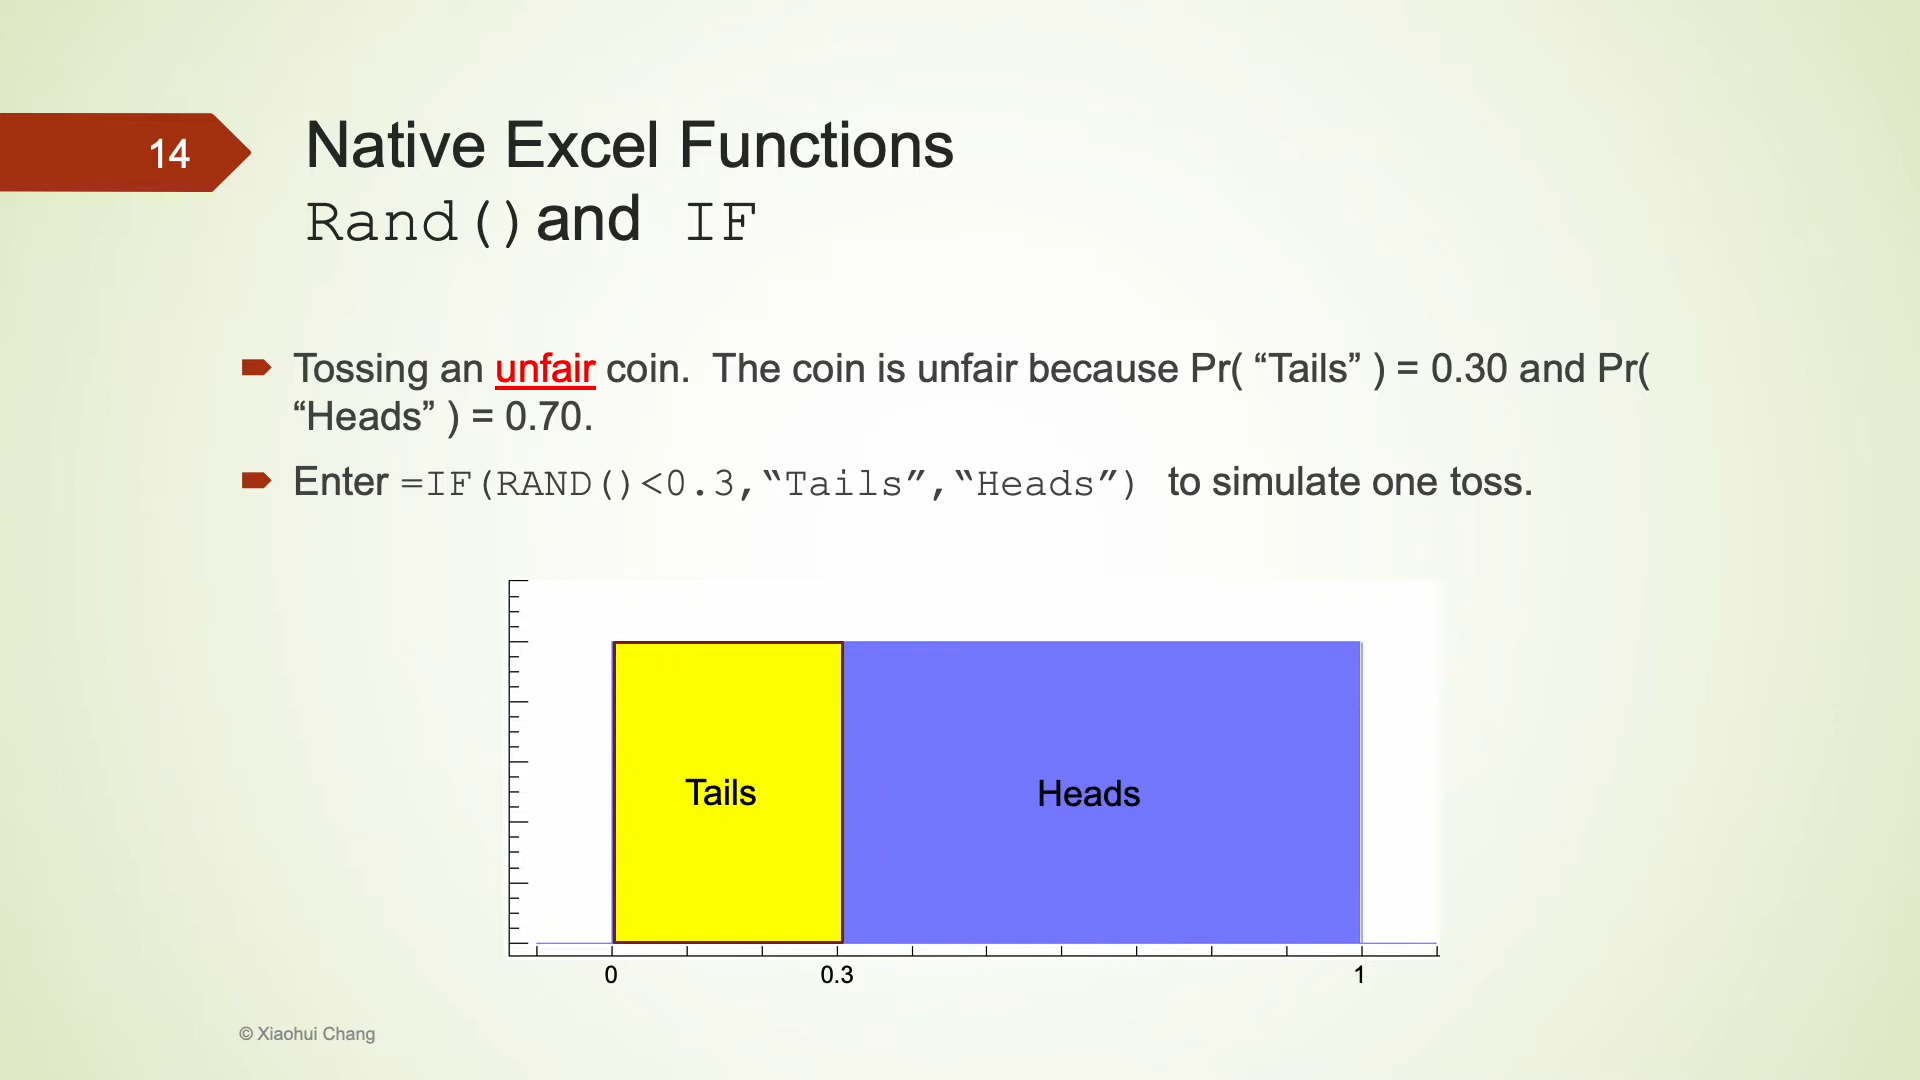 14
Native Excel Functions
Rand()and IF
Tossing an unfair coin.  The coin is unfair because Pr( “Tails” ) = 0.30 and Pr(
“Heads” ) = 0.70.
Enter =IF(RAND()<0.3,“Tails”,“Heads”) to simulate one toss.
Tails
Heads
0
0.3
1
© Xiaohui Chang